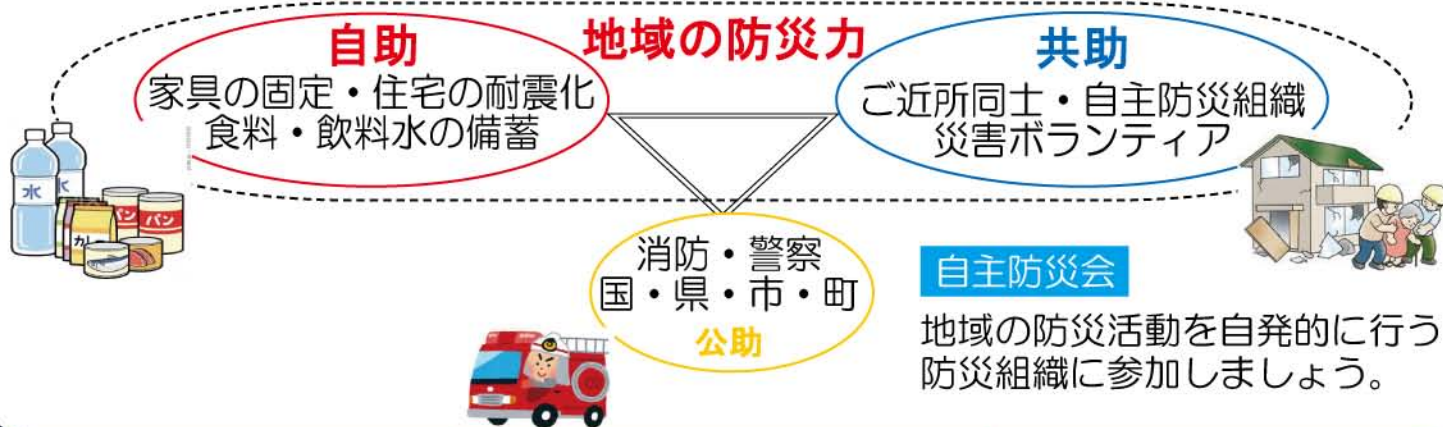 地域の防災力
自助
家具の固定・住宅の耐震化
食料・飲料水の備蓄
共助
ご近所同士・自主防災組織
災害ボランティア
水
水
パン
パン
カレ
消防・警察
国・県・市・町
公助
自主防災会
地域の防災活動を自発的に行う
防災組織に参加しましょう。